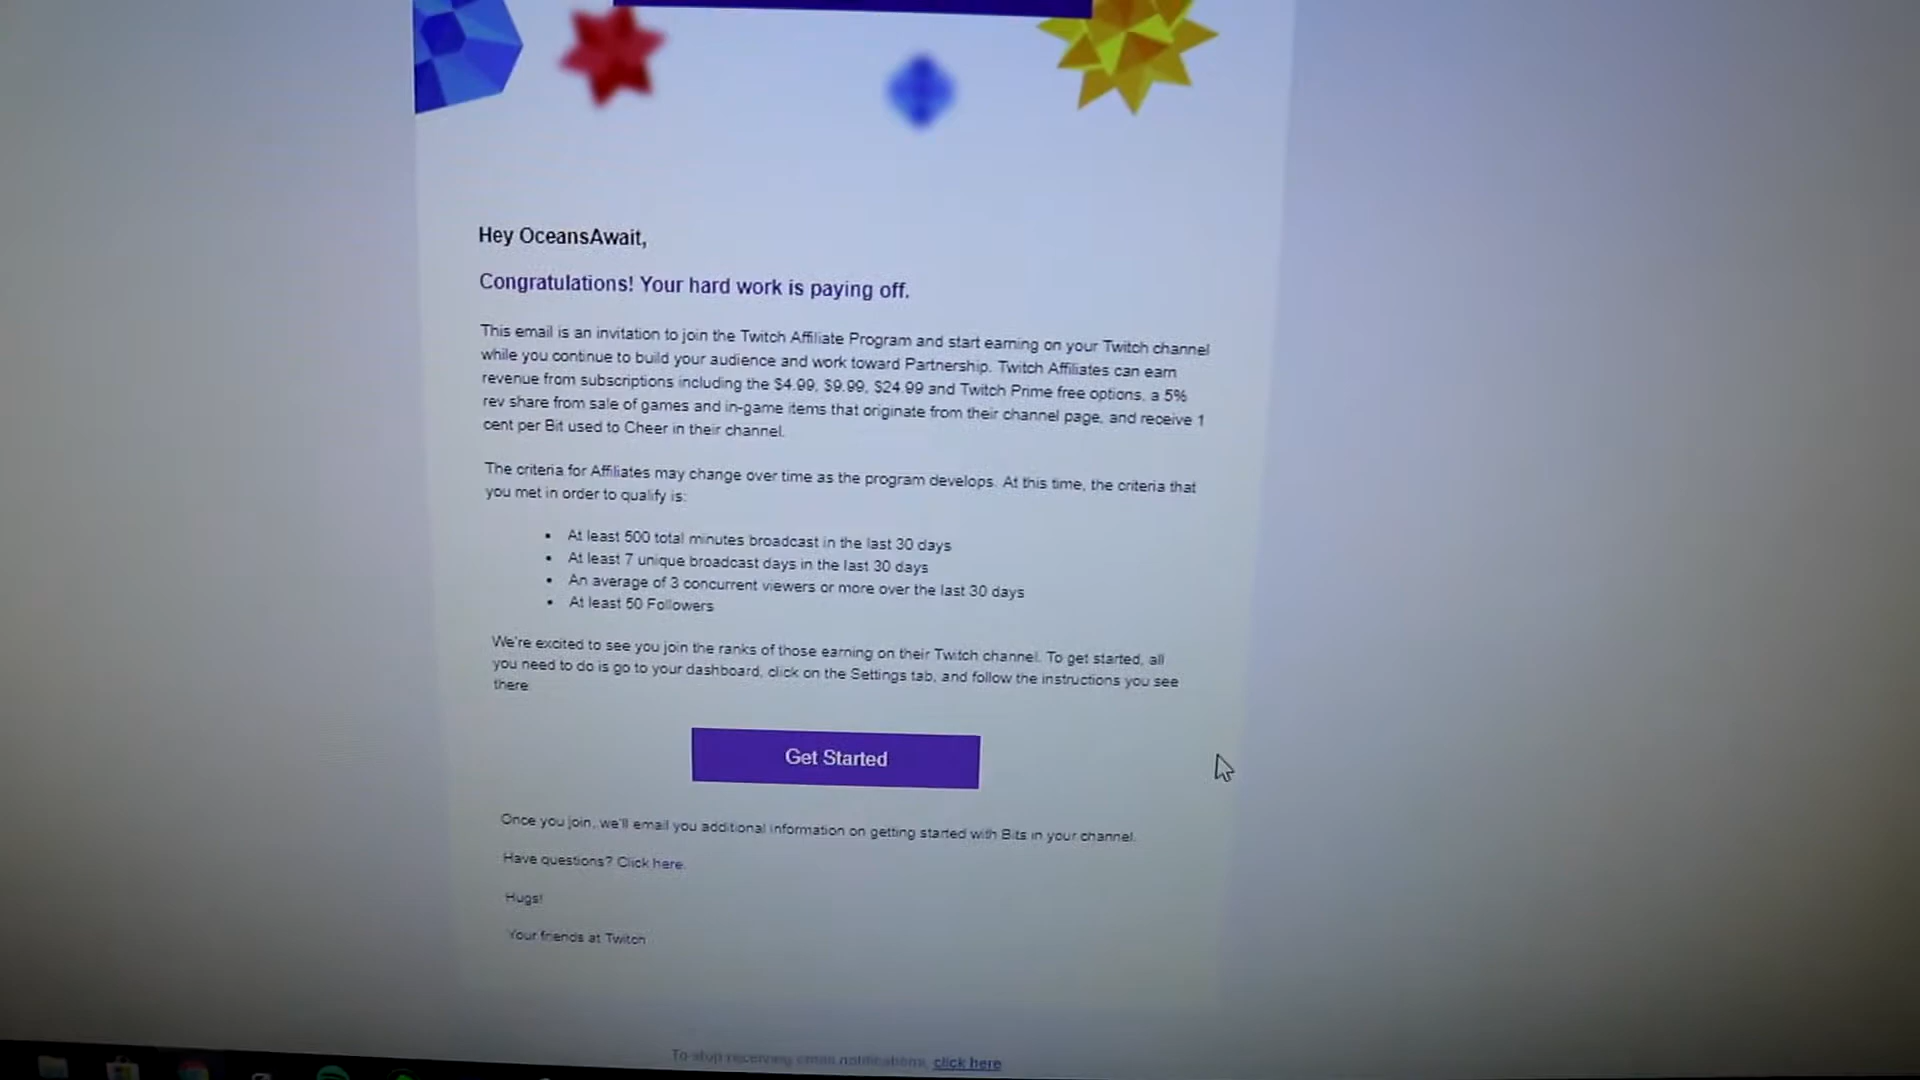 Hey OceansAwait,
Congratulations! Your hard work is paying off.
This email is an invitation to join the Twitch Affiliate Program and start earning on your Twitch channel
while you continue to build your audience and work toward Partnership. Twitch Affiliates can earn
revenue from subscriptions including the $4.99, $9.99, $24.99 and Twitch Prime free options, a 5%
rev share from sale of games and in-game items that originate from their channel page, and receive 1
cent per Bit used to Cheer in their channel.
The criteria for Affiliates may change over time as the program develops. At this time, the criteria that
you met in order to qualify is:
• At least 500 total minutes broadcast in the last 30 days
• At least 7 unique broadcast days in the last 30 days
• An average of 3 concurrent viewers or more over the last 30 days
• At least 50 Followers
We're excited to see you join the ranks of those earning on their Twitch channel. To get started, all
you need to do is go to your dashboard, click on the Settings tab, and follow the instructions you see
there
Get Started
Once you join, we'll email you additional information on getting started with Bits in your channel.
Have questions? Click here.
Hugs!
Your friends at Twitch
To stop receiving email notifications, click here